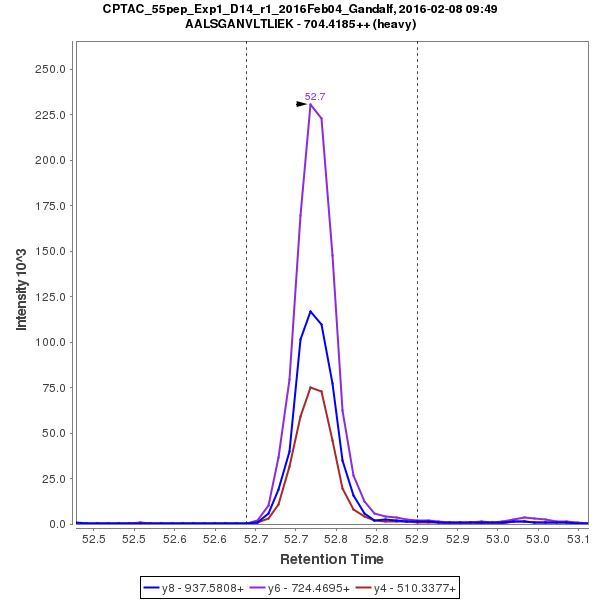 CPTAC_55pep_Exp1_D14_r1_2016Feb04_Gandalf, 2016-02-08 09:49
AALSGANVLTLIEK - 704.4185++ (heavy)
52.7
250.0
225.0
200.0
175.0
150.0
125.0
100.0
75.0
50.0
25.0
0.0
Intensity 10^3
52.5 52.5 52.6 52.6 52.7 52.7 52.8 52.8 52.9 52.9 53.0 53.0 53.1
Retention Time
y8 - 937.5808+ y6 - 724.4695+ y4 - 510.3377+